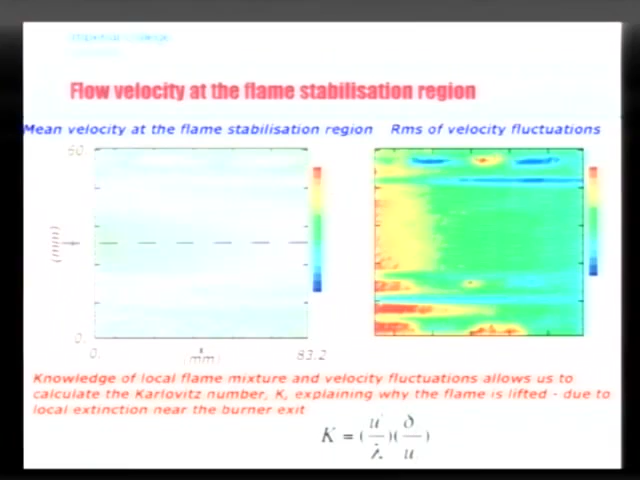 Flow velocity at the flame stabilisation region
Mean velocity at the flame stabilisation region Rms of velocity fluctuations
(mm)
0.
0. (mm) 83.2
Knowledge of local flame mixture and velocity fluctuations allows us to
calculate the Karlovitz number, K, explaining why the flame is lifted - due to
local extinction near the burner exit